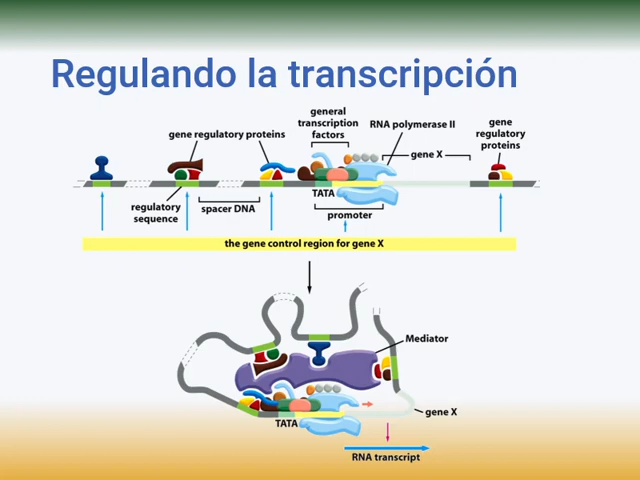 Regulando la transcripción
general
transcription
factors
gene regulatory proteins
RNA polymerase II
gene
regulatory
proteins
gene X
regulatory
sequence
spacer DNA
TATA
promoter
the gene control region for gene X
Mediator
gene X
TATA
RNA transcript